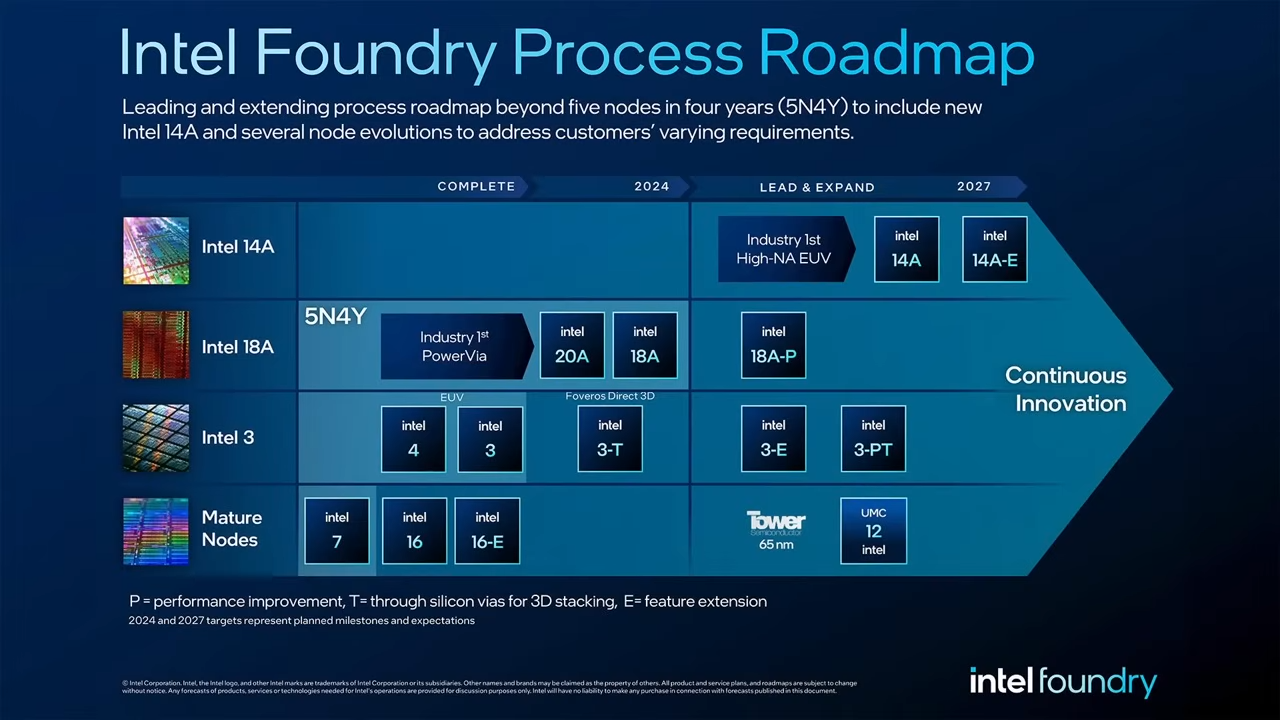 Intel Foundry Process Roadmap
Leading and extending process roadmap beyond five nodes in four years (5N4Y) to include new
Intel 14A and several node evolutions to address customers’ varying requirements.
COMPLETE
2024
LEAD & EXPAND
2027
Intel 14A
Industry 1st
High-NA EUV
intel
14A
intel
14A-E
Intel 18A
5N4Y
Industry 1st
PowerVia
intel
20A
intel
18A
intel
18A-P
Continuous
Innovation
Intel 3
EUV
intel
4
intel
3
Foveros Direct 3D
intel
3-T
intel
3-E
intel
3-PT
Mature
Nodes
intel
7
intel
16
intel
16-E
Tower
Semiconductor
65 nm
UMC
12
intel
P = performance improvement, T= through silicon vias for 3D stacking, E= feature extension
2024 and 2027 targets represent planned milestones and expectations
© Intel Corporation. Intel, the Intel logo, and other Intel marks are trademarks of Intel Corporation or its subsidiaries. Other names and brands may be claimed as the property of others. All product and service plans, and roadmaps are subject to change
without notice. Any forecasts of products, services or technologies needed for Intel's operations are provided for discussion purposes only. Intel will have no liability to make any purchase in connection with forecasts published in this document.
intel foundry